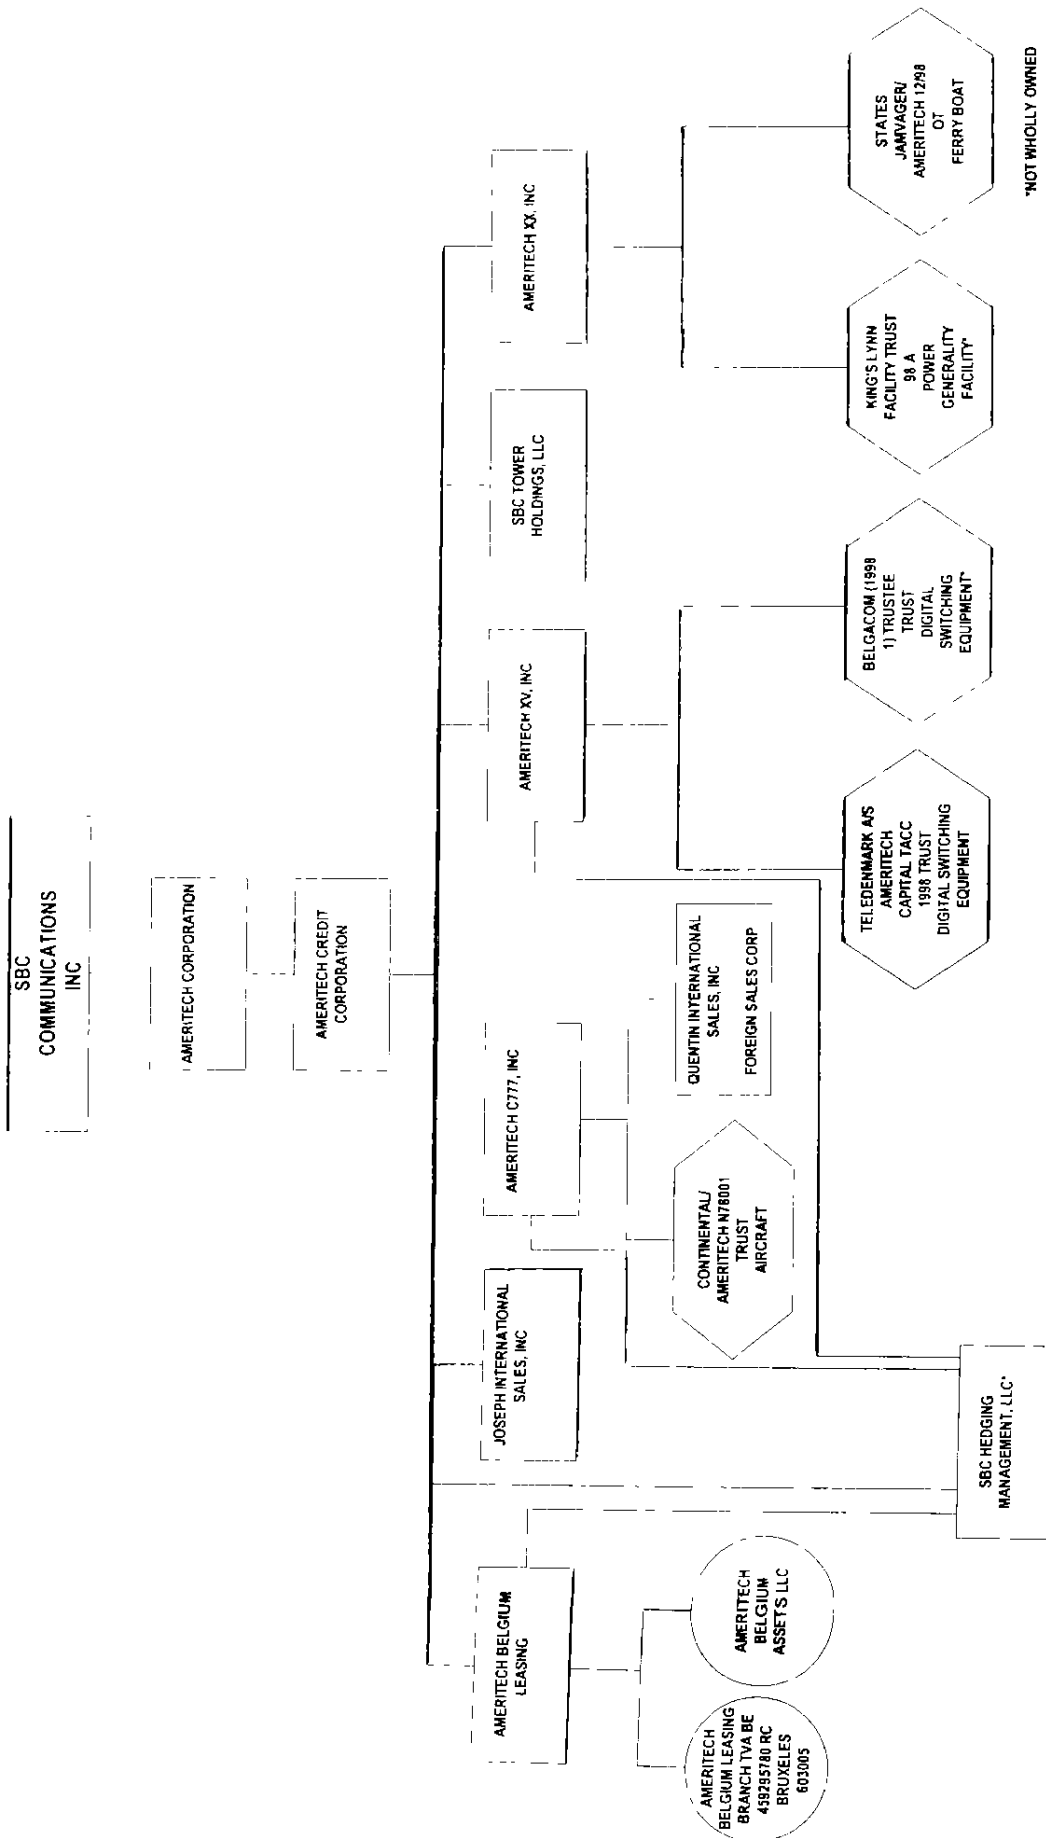 SBC
COMMUNICATIONS
INC
AMERITECH CORPORATION
AMERITECH CREDIT
CORPORATION
AMERITECH BELGIUM
LEASING
JOSEPH INTERNATIONAL
SALES, INC
AMERITECH C777, INC
AMERITECH XV, INC
SBC TOWER
HOLDINGS, LLC
AMERITECH XX, INC
AMERITECH
BELGIUM LEASING
BRANCH TVA BE
459295780 RC
BRUXELES
603005
AMERITECH
BELGIUM
ASSETS LLC
CONTINENTAL/
AMERITECH N78001
TRUST
AIRCRAFT
QUENTIN INTERNATIONAL
SALES, INC
FOREIGN SALES CORP
TELEDENMARK A/S
AMERITECH
CAPITAL TACC
1998 TRUST
DIGITAL SWITCHING
EQUIPMENT
BELGACOM (1998
1) TRUSTEE
TRUST
DIGITAL
SWITCHING
EQUIPMENT*
KING'S LYNN
FACILITY TRUST
98 A
POWER
GENERALITY
FACILITY*
STATES
JAMVAGER/
AMERITECH 12/98
OT
FERRY BOAT
SBC HEDGING
MANAGEMENT, LLC*
*NOT WHOLLY OWNED